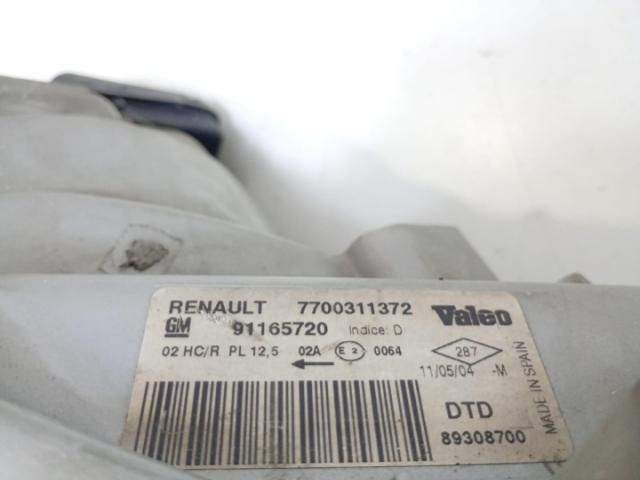 RENAULT 7700311372 Valeo
GM 91165720 Indice: D
02 HC/R PL 12,5 02A E2 0064 287
11/05/04 -M
DTD
89308700
MADE IN SPAIN